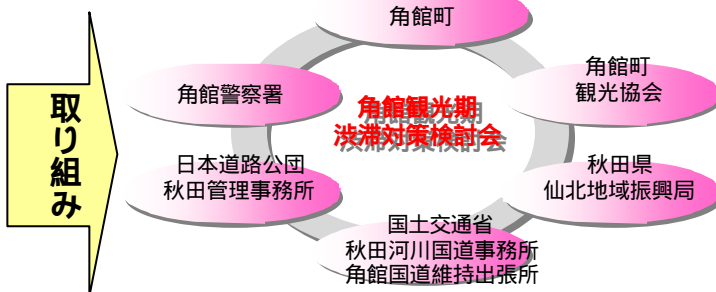 角館町
角館町
観光協会
角館警察署
角館観光期
渋滞対策検討会
取り組み
日本道路公団
秋田管理事務所
秋田県
仙北地域振興局
国土交通省
秋田河川国道事務所
角館国道維持出張所